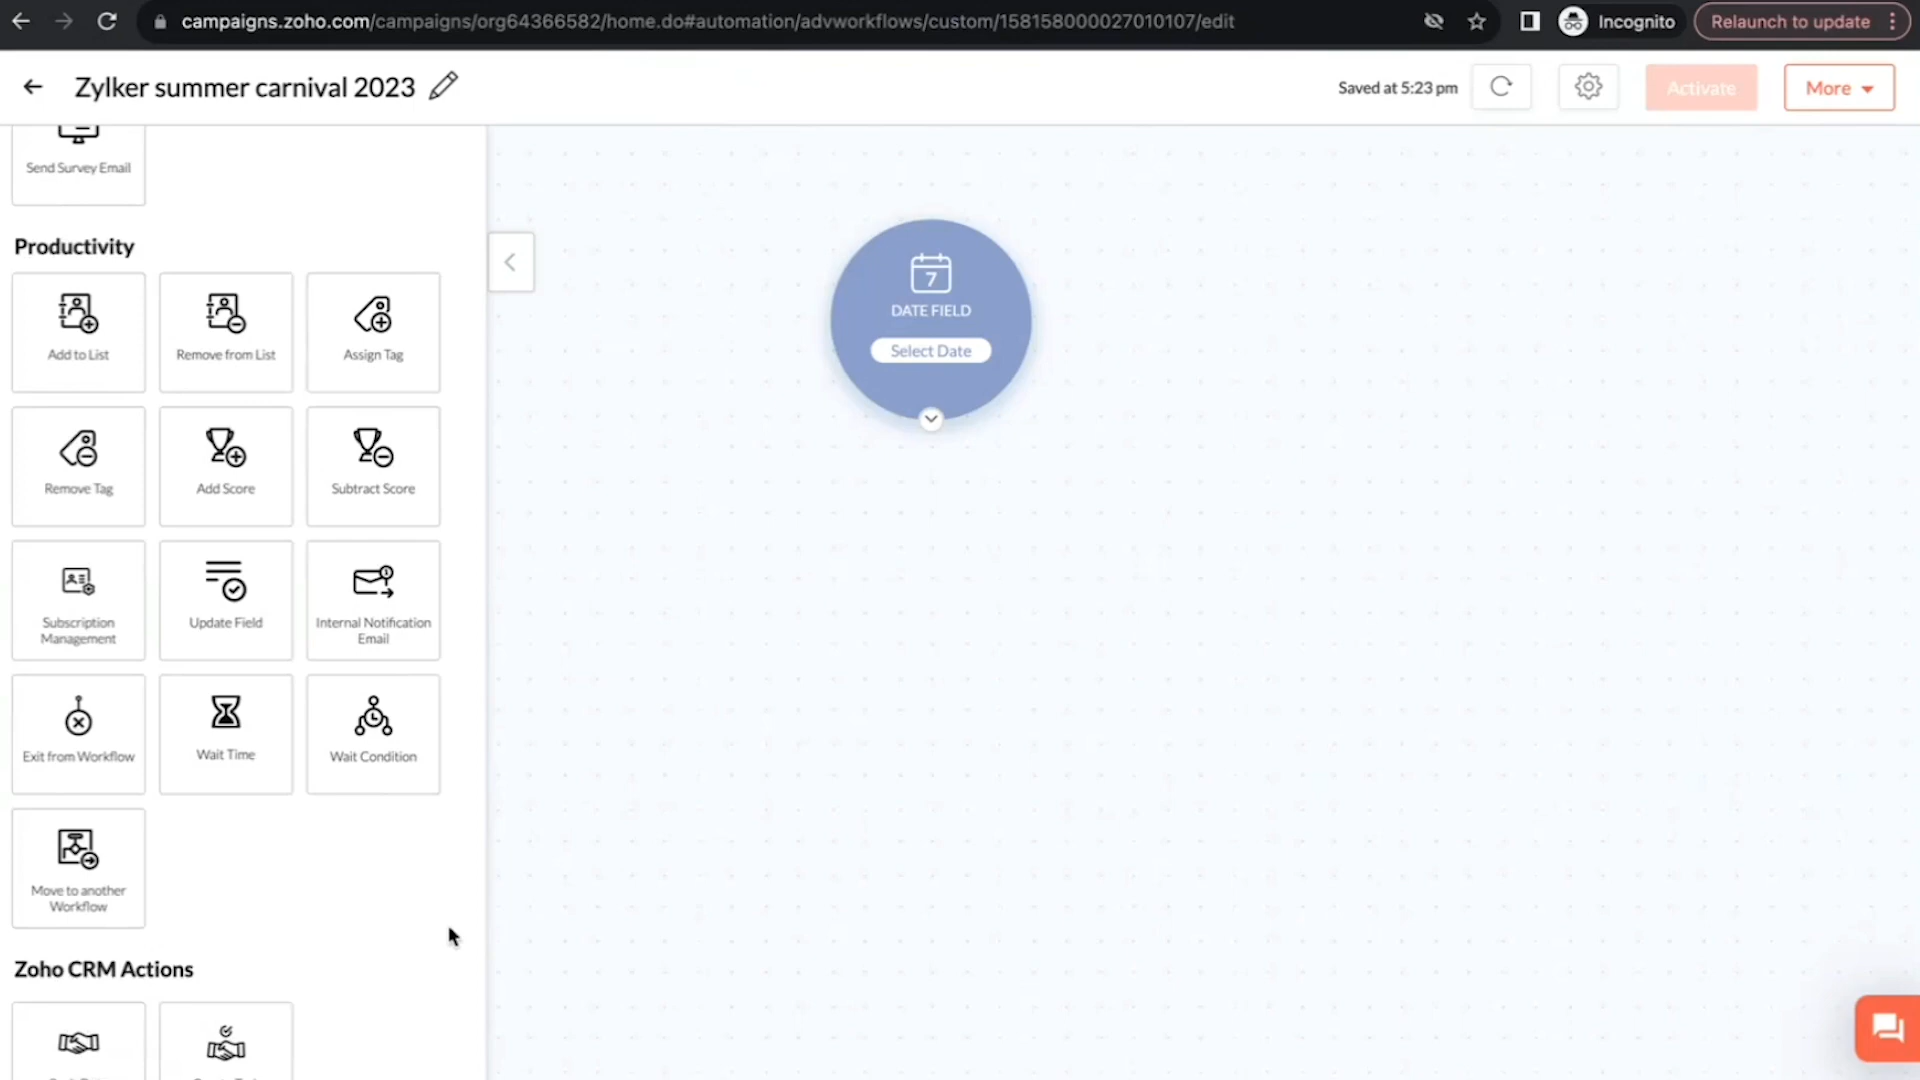 campaigns.zoho.com/campaigns/org64366582/home.do#automation/advworkflows/custom/158158000027010107/edit
Incognito
Relaunch to update
Zylker summer carnival 2023
Saved at 5:23 pm
Activate
More
Send Survey Email
Productivity
Add to List
Remove from List
Assign Tag
Remove Tag
Add Score
Subtract Score
Subscription
Management
Update Field
Internal Notification
Email
Exit from Workflow
Wait Time
Wait Condition
Move to another
Workflow
Zoho CRM Actions
7
DATE FIELD
Select Date